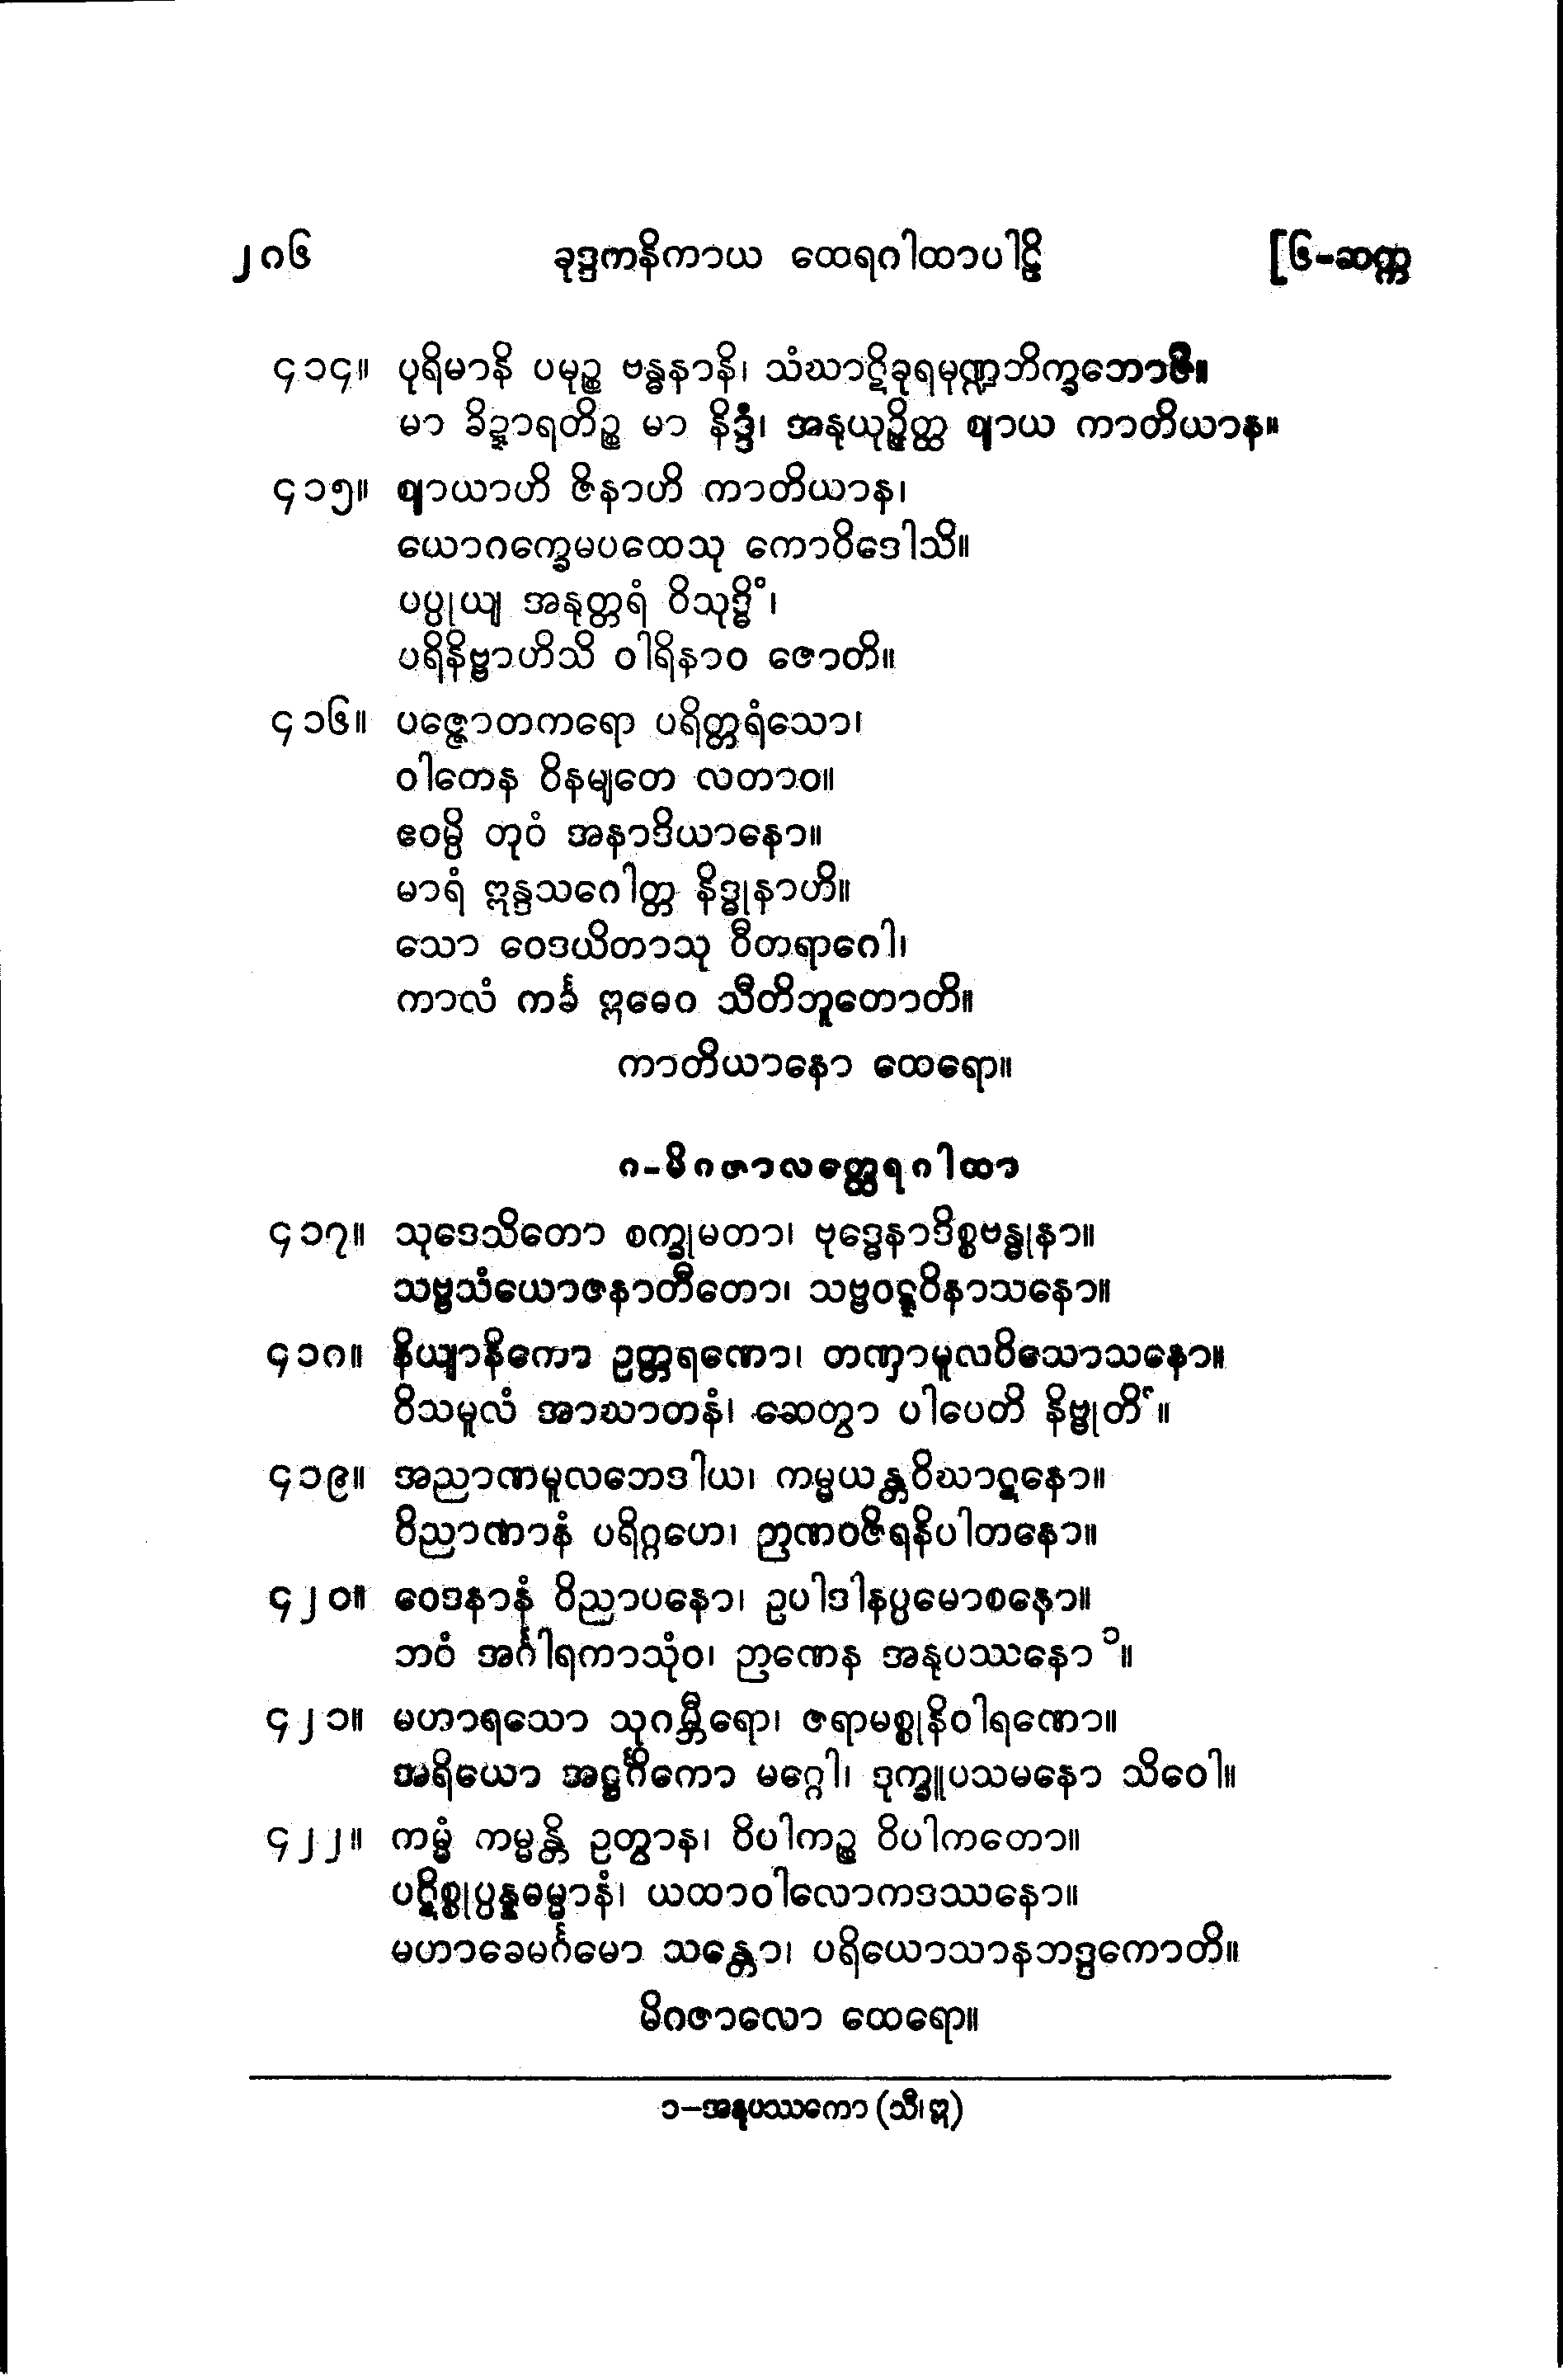 ၂၈၆ ခုဒ္ဒကနိကာယ ထေရဂါထာပါဠိ [၆-ဆက္က
၄၁၄။ ပုရိမာနိ ပမုဉ္စ ဗန္ဓနာနိ၊ သံဃာဋိခုရမုဏ္ဍဘိက္ခဘောဇီ။
မာ ခိဍ္ဍာရတိဉ္စ မာ နိဒ္ဒံ၊ အနုယုဉ္ဇိတ္ထ ဈာယ ကာတိယာန။
၄၁၅။ ဈာယာဟိ ဇိနာဟိ ကာတိယာန၊
ယောဂက္ခေမပထေသု ကောဝိဒေါသိ။
ပပ္ပုယျ အနုတ္တရံ ဝိသုဒ္ဓိံ၊
ပရိနိဗ္ဗာဟိသိ ဝါရိနာဝ ဇောတိ။
၄၁၆။ ပဇ္ဇောတကရော ပရိတ္တရံသော၊
ဝါတေန ဝိနမျတေ လတာဝ။
ဧဝမ္ပိ တုဝံ အနာဒိယာနော။
မာရံ ဣန္ဒသဂေါတ္တ နိဒ္ဓုနာဟိ။
သော ဝေဒယိတာသု ဝီတရာဂေါ၊
ကာလံ ကင်္ခ ဣဓေဝ သီတိဘူတောတိ။
ကာတိယာနော ထေရော။
၈-မိဂဇာလတ္ထေရဂါထာ
၄၁၇။ သုဒေသိတော စက္ခုမတာ၊ ဗုဒ္ဓေနာဒိစ္စဗန္ဓုနာ။
သဗ္ဗသံယောဇနာတီတော၊ သဗ္ဗဝဋ္ဋဝိနာသနော။
၄၁၈။ နိယျာနိကော ဥတ္တရဏော၊ တဏှာမူလဝိသောသနော။
ဝိသမူလံ အာဃာတနံ၊ ဆေတွာ ပါပေတိ နိဗ္ဗုတိံ။
၄၁၉။ အညာဏမူလဘေဒါယ၊ ကမ္မယန္တဝိဃာဋနော။
ဝိညာဏာနံ ပရိဂ္ဂဟေ၊ ဉာဏဝဇိရနိပါတနော။
၄၂၀။ ဝေဒနာနံ ဝိညာပနော၊ ဥပါဒါနပ္ပမောစနော။
ဘဝံ အင်္ဂါရကာသုံဝ၊ ဉာဏေန အနုပဿနော ၁။
၄၂၁။ မဟာရသော သုဂမ္ဘီရော၊ ဇရာမစ္စုနိဝါရဏော။
အရိယော အဋ္ဌင်္ဂိကော မဂ္ဂေါ၊ ဒုက္ခူပသမနော သိဝေါ။
၄၂၂။ ကမ္မံ ကမ္မန္တိ ဥတွာန၊ ဝိပါကဉ္စ ဝိပါကတော။
ပဋိစ္စုပ္ပန္နဓမ္မာနံ၊ ယထာဝါလောကဒဿနော။
မဟာခေမင်္ဂမော သန္တော၊ ပရိယောသာနဘဒ္ဒကောတိ။
မိဂဇာလော ထေရော။
၁−အနုပဿကော (သီ၊ ဣ)